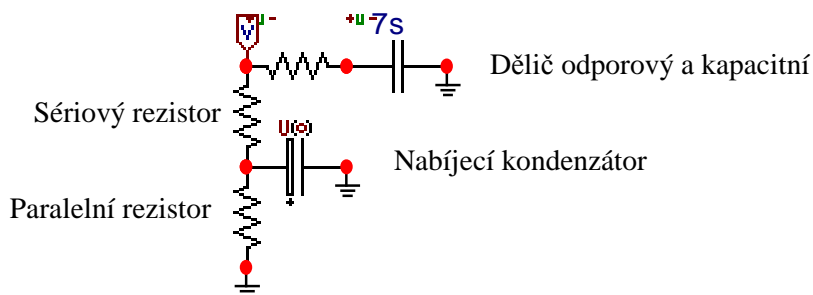 +u-
V
+u-7s
Dělič odporový a kapacitní
Sériový rezistor
U(o)
Nabíjecí kondenzátor
+
Paralelní rezistor